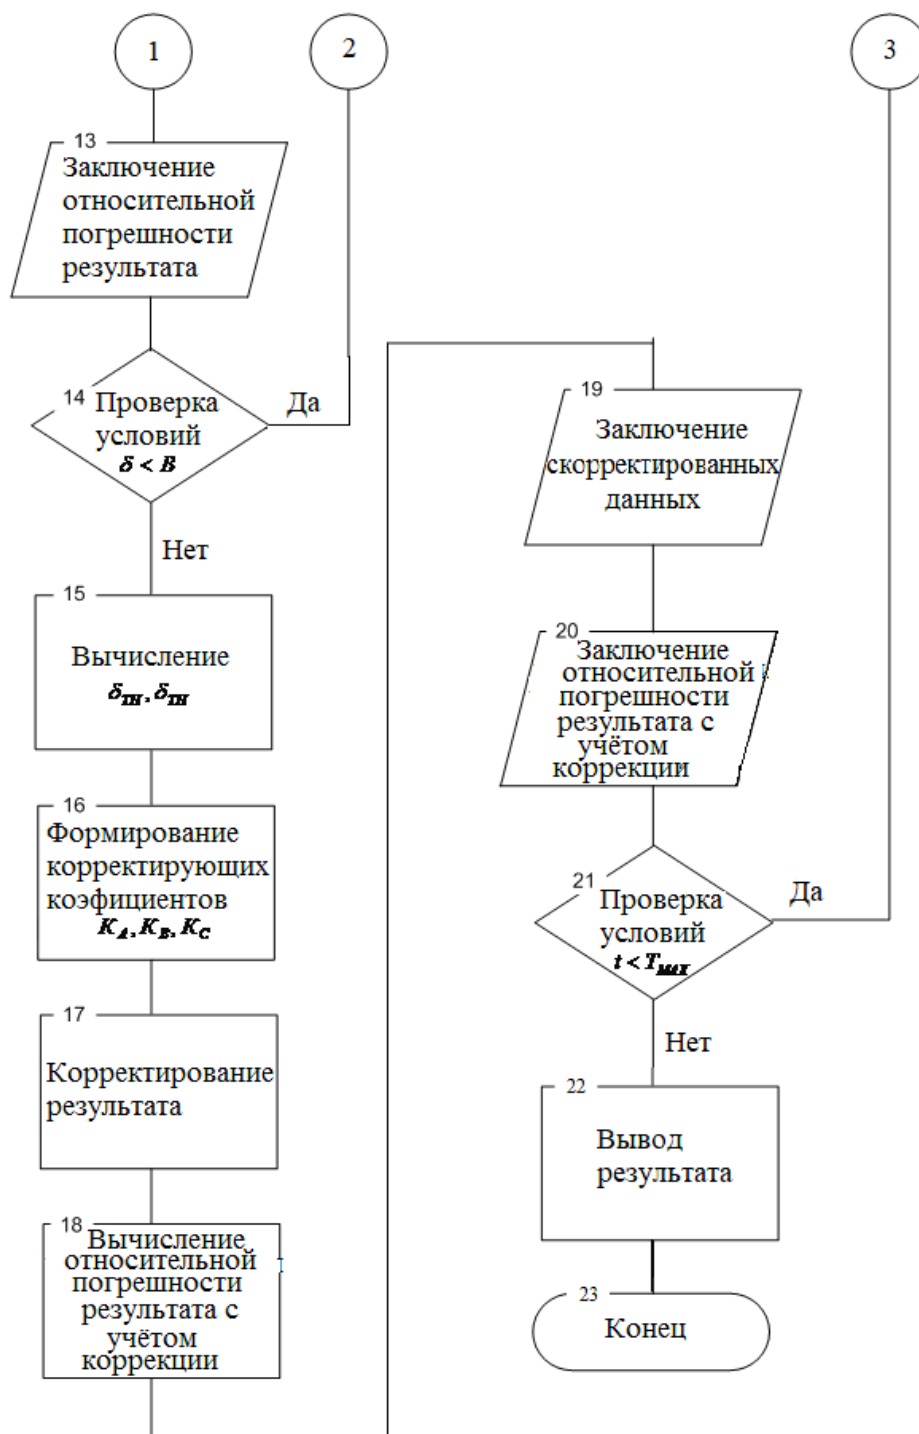 1
2
3
13
Заключение
относительной
погрешности
результата
14
Проверка
условий
δ < B
Да
Нет
15
Вычисление
δTH, δTH
16
Формирование
корректирующих
коэфициентов
KA, KB, KC
17
Корректирование
результата
18
Вычисление
относительной
погрешности
результата с
учётом
коррекции
19
Заключение
скорректированных
данных
20
Заключение
относительной
погрешности
результата с
учётом
коррекции
21
Проверка
условий
t < TMAX
Да
Нет
22
Вывод
результата
23
Конец